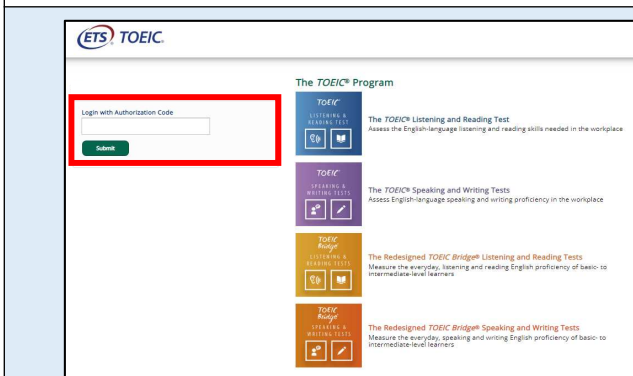 ETS TOEIC.
The TOEIC® Program
Login with Authorization Code
Submit
TOEIC
LISTENING &
READING TEST
The TOEIC® Listening and Reading Test
Assess the English-language listening and reading skills needed in the workplace
TOEIC
SPEAKING &
WRITING TESTS
The TOEIC® Speaking and Writing Tests
Assess English-language speaking and writing proficiency in the workplace
TOEIC
Bridge
LISTENING &
READING TESTS
The Redesigned TOEIC Bridge® Listening and Reading Tests
Measure the everyday, listening and reading English proficiency of basic- to
intermediate-level learners
TOEIC
Bridge
SPEAKING &
WRITING TESTS
The Redesigned TOEIC Bridge® Speaking and Writing Tests
Measure the everyday, speaking and writing English proficiency of basic- to
intermediate-level learners